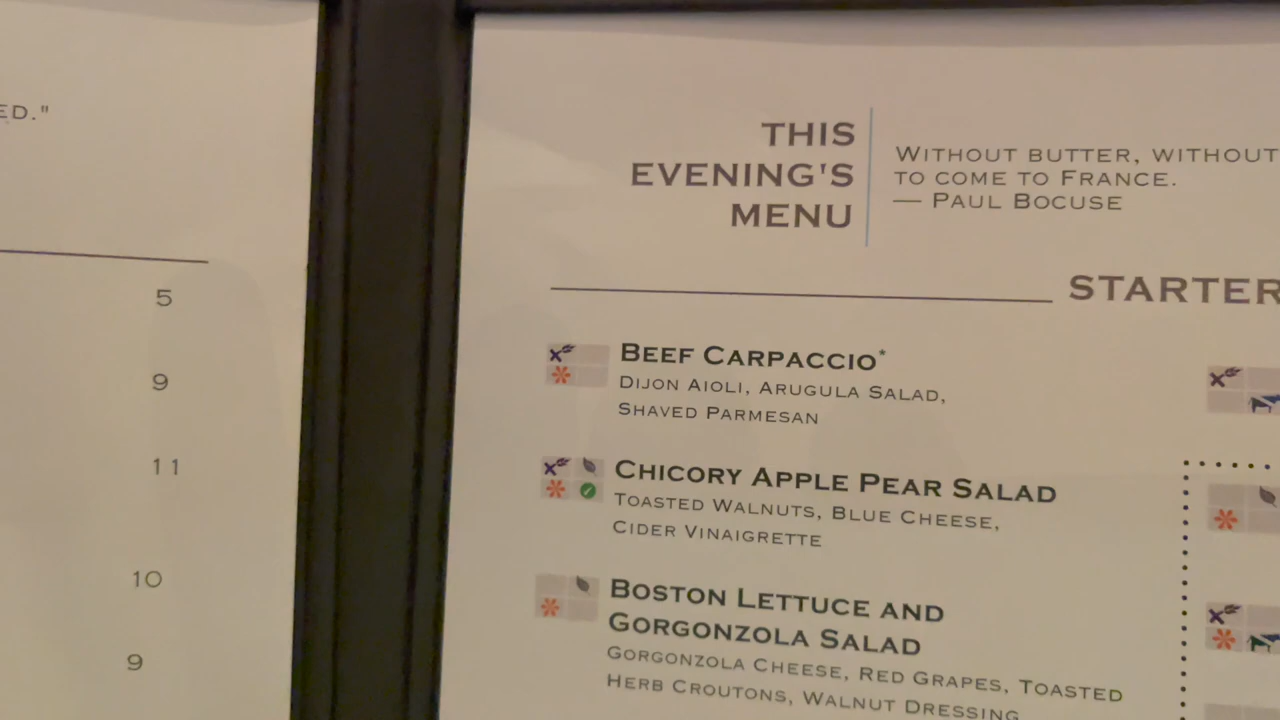 ED."
5
9
11
10
9
THIS
EVENING'S
MENU
WITHOUT BUTTER, WITHOUT
TO COME TO FRANCE.
— PAUL BOCUSE
STARTER
BEEF CARPACCIO*
DIJON AIOLI, ARUGULA SALAD,
SHAVED PARMESAN
CHICORY APPLE PEAR SALAD
TOASTED WALNUTS, BLUE CHEESE,
CIDER VINAIGRETTE
BOSTON LETTUCE AND
GORGONZOLA SALAD
GORGONZOLA CHEESE, RED GRAPES, TOASTED
HERB CROUTONS, WALNUT DRESSING